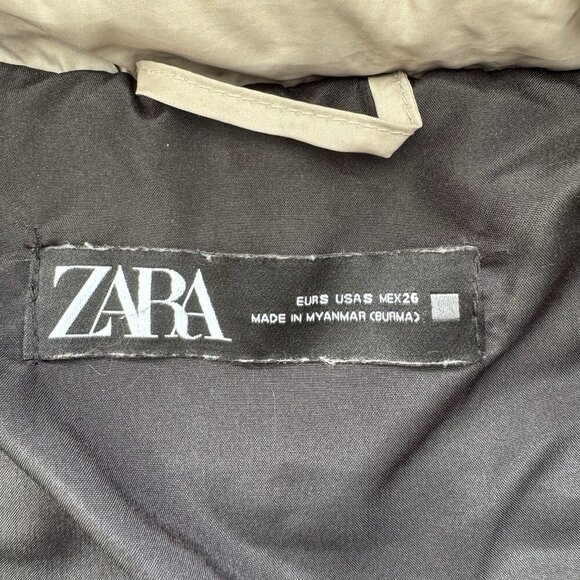 ZARA
EUR S USA S MEX 26
MADE IN MYANMAR (BURMA)